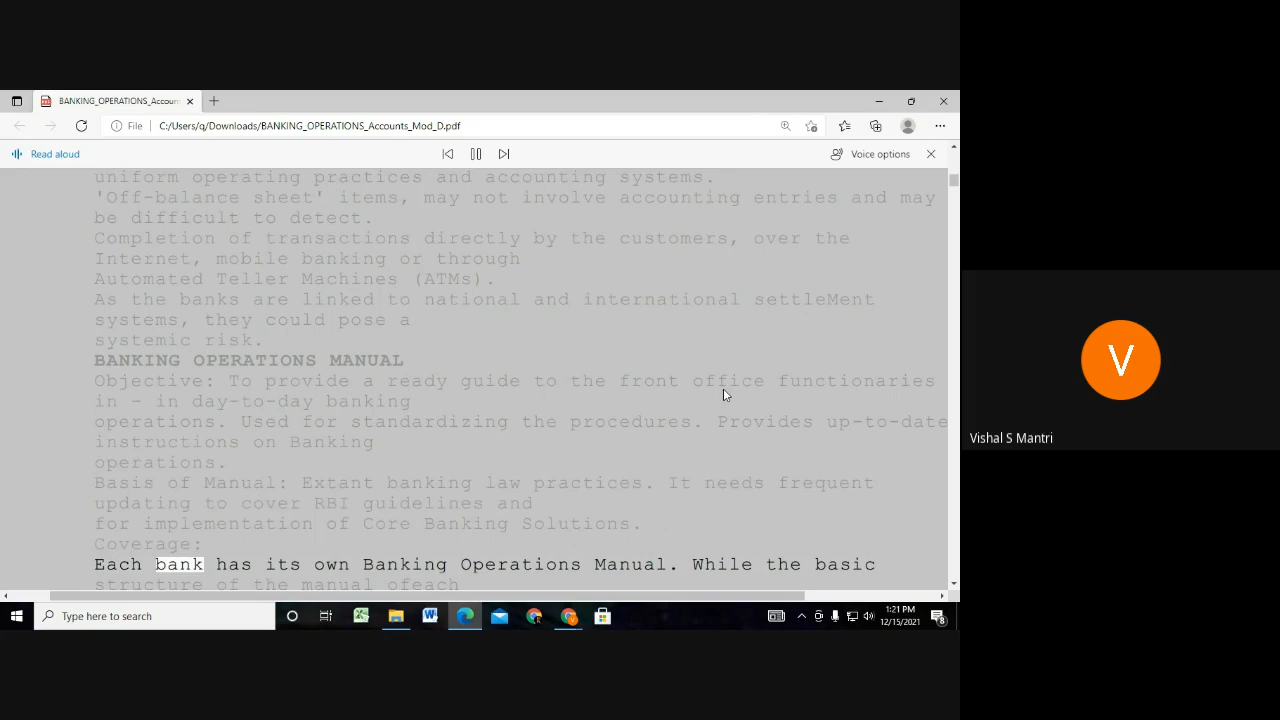 BANKING_OPERATIONS_Accoun
File C:/Users/q/Downloads/BANKING_OPERATIONS_Accounts_Mod_D.pdf
Read aloud
Voice options
uniform operating practices and accounting systems.
'Off-balance sheet' items, may not involve accounting entries and may
be difficult to detect.
Completion of transactions directly by the customers, over the
Internet, mobile banking or through
Automated Teller Machines (ATMs).
As the banks are linked to national and international settleMent
systems, they could pose a
systemic risk.
BANKING OPERATIONS MANUAL
Objective: To provide a ready guide to the front office functionaries
in - in day-to-day banking
operations. Used for standardizing the procedures. Provides up-to-date
instructions on Banking
operations.
Basis of Manual: Extant banking law practices. It needs frequent
updating to cover RBI guidelines and
for implementation of Core Banking Solutions.
Coverage:
Each bank has its own Banking Operations Manual. While the basic
structure of the manual ofeach
Type here to search
1:21 PM
12/15/2021
8
V
Vishal S Mantri